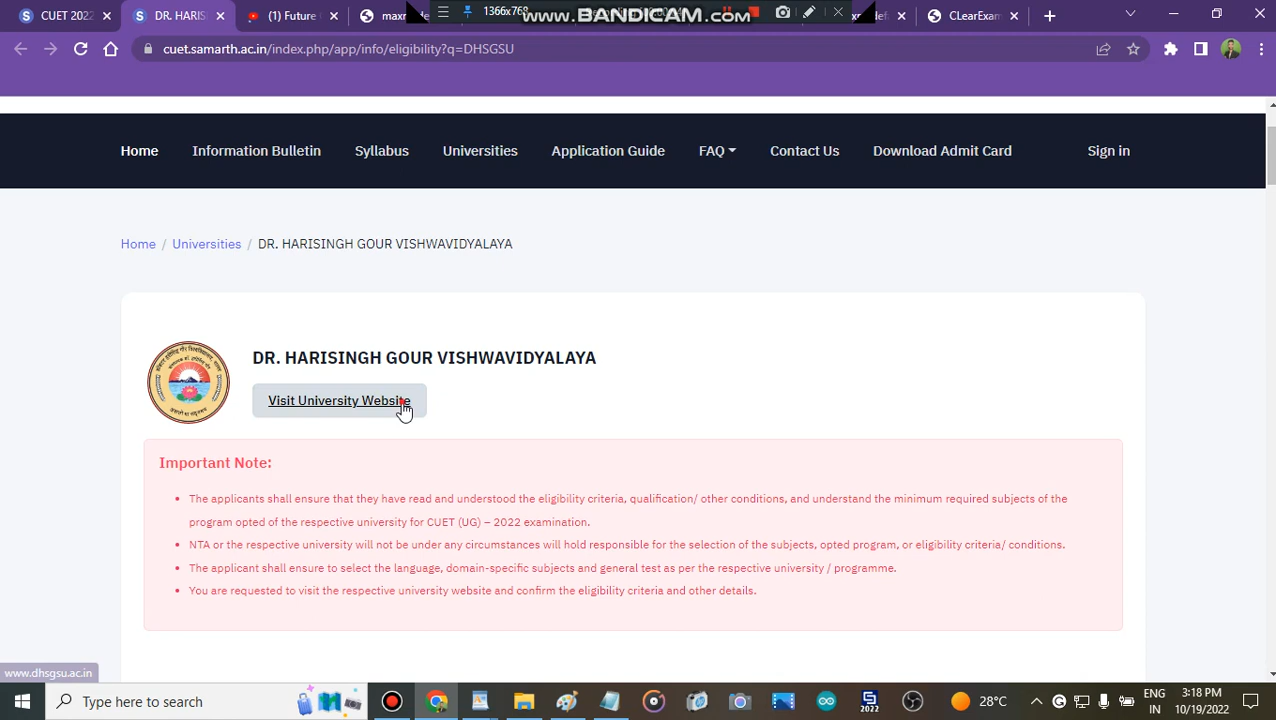 CUET 2022
DR. HARIS
(1) Future
1366x768
www.BANDICAM.com
CLearExam
cuet.samarth.ac.in/index.php/app/info/eligibility?q=DHSGSU
Home Information Bulletin Syllabus Universities Application Guide FAQ Contact Us Download Admit Card Sign in
Home / Universities / DR. HARISINGH GOUR VISHWAVIDYALAYA
DR. HARISINGH GOUR VISHWAVIDYALAYA
Visit University Website
Important Note:
The applicants shall ensure that they have read and understood the eligibility criteria, qualification/ other conditions, and understand the minimum required subjects of the
program opted of the respective university for CUET (UG) – 2022 examination.
NTA or the respective university will not be under any circumstances will hold responsible for the selection of the subjects, opted program, or eligibility criteria/ conditions.
The applicant shall ensure to select the language, domain-specific subjects and general test as per the respective university / programme.
You are requested to visit the respective university website and confirm the eligibility criteria and other details.
www.dhsgsu.ac.in
Type here to search
2022
28°C
ENG
IN
3:18 PM
10/19/2022